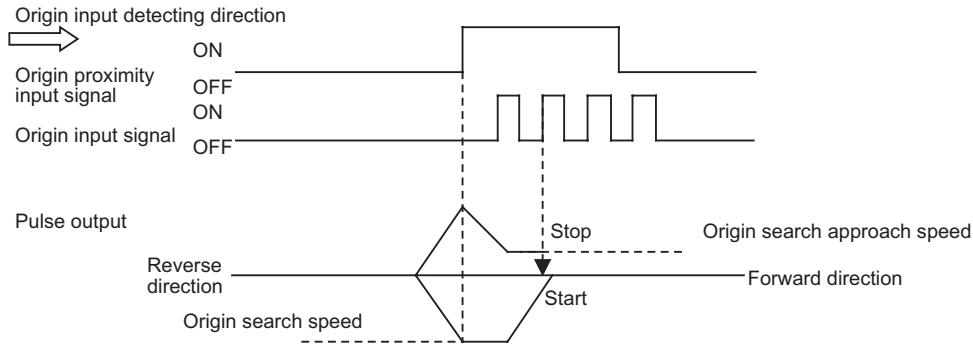 Origin input detecting direction
ON
Origin proximity
input signal
OFF
ON
Origin input signal
OFF
Pulse output
Stop
Origin search approach speed
Reverse
direction
Forward direction
Start
Origin search speed